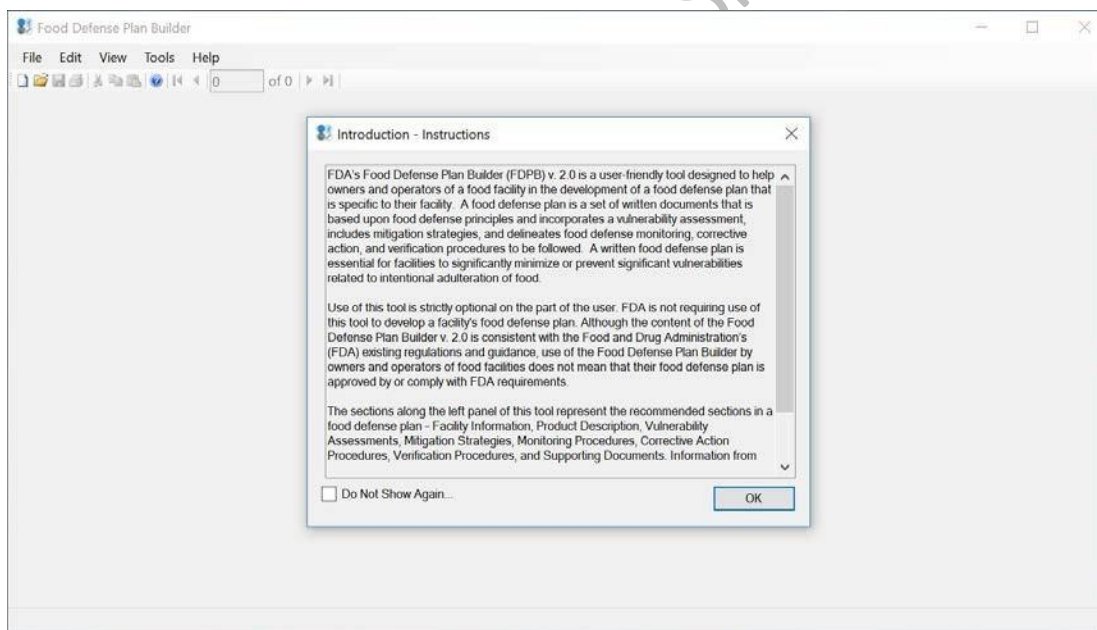 Food Defense Plan Builder
File Edit View Tools Help
0 of 0
Introduction - Instructions
FDA's Food Defense Plan Builder (FDPB) v. 2.0 is a user-friendly tool designed to help
owners and operators of a food facility in the development of a food defense plan that
is specific to their facility. A food defense plan is a set of written documents that is
based upon food defense principles and incorporates a vulnerability assessment,
includes mitigation strategies, and delineates food defense monitoring, corrective
action, and verification procedures to be followed. A written food defense plan is
essential for facilities to significantly minimize or prevent significant vulnerabilities
related to intentional adulteration of food.
Use of this tool is strictly optional on the part of the user. FDA is not requiring use of
this tool to develop a facility's food defense plan. Although the content of the Food
Defense Plan Builder v. 2.0 is consistent with the Food and Drug Administration's
(FDA) existing regulations and guidance, use of the Food Defense Plan Builder by
owners and operators of food facilities does not mean that their food defense plan is
approved by or comply with FDA requirements.
The sections along the left panel of this tool represent the recommended sections in a
food defense plan - Facility Information, Product Description, Vulnerability
Assessments, Mitigation Strategies, Monitoring Procedures, Corrective Action
Procedures, Verification Procedures, and Supporting Documents. Information from
Do Not Show Again...
OK